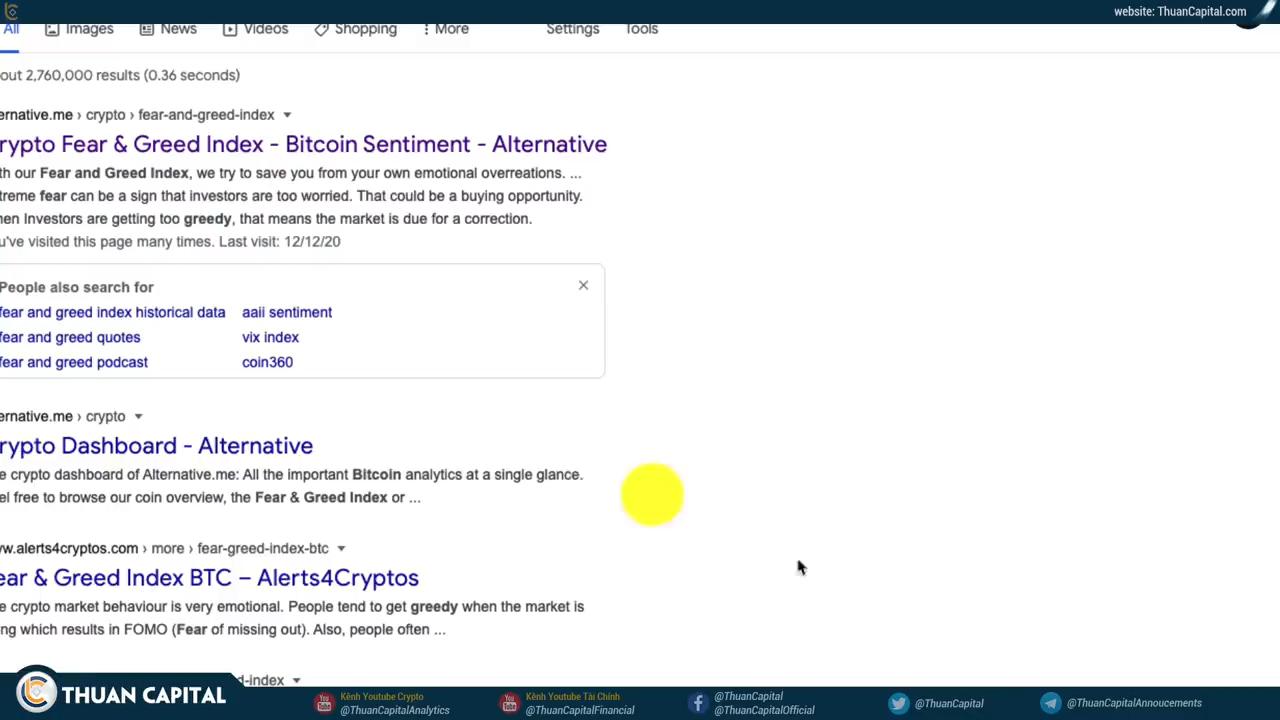 website: ThuanCapital.com
All Images News Videos Shopping More Settings Tools
out 2,760,000 results (0.36 seconds)
ernative.me › crypto › fear-and-greed-index
rypto Fear & Greed Index - Bitcoin Sentiment - Alternative
th our Fear and Greed Index, we try to save you from your own emotional overreations. ...
treme fear can be a sign that investors are too worried. That could be a buying opportunity.
hen Investors are getting too greedy, that means the market is due for a correction.
u've visited this page many times. Last visit: 12/12/20
People also search for
fear and greed index historical data aaii sentiment
fear and greed quotes vix index
fear and greed podcast coin360
ernative.me › crypto
rypto Dashboard - Alternative
e crypto dashboard of Alternative.me: All the important Bitcoin analytics at a single glance.
el free to browse our coin overview, the Fear & Greed Index or ...
w.alerts4cryptos.com › more › fear-greed-index-btc
ear & Greed Index BTC – Alerts4Cryptos
e crypto market behaviour is very emotional. People tend to get greedy when the market is
ng which results in FOMO (Fear of missing out). Also, people often ...
d-index
THUAN CAPITAL
Kênh Youtube Crypto
@ThuanCapitalAnalytics
Kênh Youtube Tài Chính
@ThuanCapitalFinancial
@ThuanCapital
@ThuanCapitalOfficial
@ThuanCapital
@ThuanCapitalAnnoucements